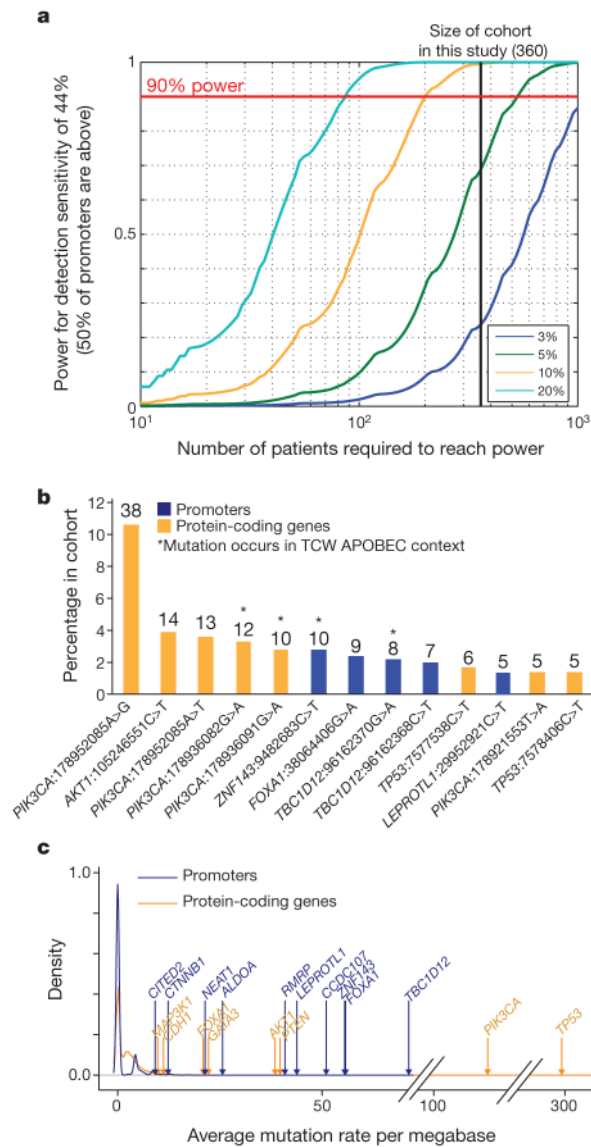 a
Size of cohort
in this study (360)
Power for detection sensitivity of 44%
(50% of promoters are above)
1
0.5
0
90% power
3%
5%
10%
20%
10¹
10²
10³
Number of patients required to reach power
b
Percentage in cohort
12
10
8
6
4
2
0
Promoters
Protein-coding genes
*Mutation occurs in TCW APOBEC context
38
14
13
* 12
* 10
* 10
9
* 8
7
6
5
5
5
PIK3CA:178952085A>G
AKT1:105246551C>T
PIK3CA:178952085A>T
PIK3CA:178936082G>A
PIK3CA:178936091G>A
ZNF143:9482683C>T
FOXA1:38064406G>A
TBC1D12:96162370G>A
TBC1D12:96162368C>T
TP53:7577538C>T
LEPROTL1:29952921C>T
PIK3CA:178921553T>A
TP53:7578406C>T
c
Promoters
Protein-coding genes
Density
1.0
0.0
CITED2
CTNNB1
NEAT1
ALDOA
RMRP
LEPROTL1
CCDC107
ZNF143
FOXA1
TBC1D12
MAP3K1
CDH1
FOXA1
GATA3
AKT1
PTEN
PIK3CA
TP53
0
50
100
300
Average mutation rate per megabase